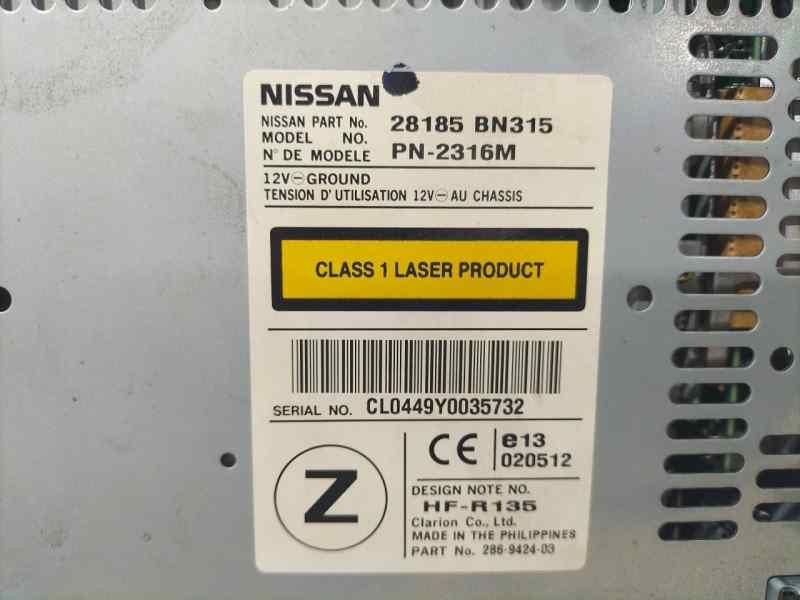 NISSAN
NISSAN PART No. 28185 BN315
MODEL NO.
N° DE MODELE PN-2316M
12V⊖GROUND
TENSION D'UTILISATION 12V⊖AU CHASSIS
CLASS 1 LASER PRODUCT
SERIAL NO. CL0449Y0035732
Z
CE e13
020512
DESIGN NOTE NO.
HF-R135
Clarion Co., Ltd.
MADE IN THE PHILIPPINES
PART No. 286-9424-03